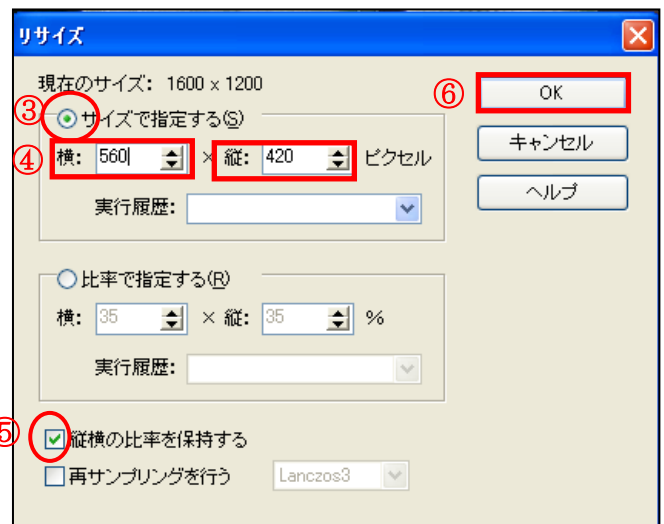 リサイズ
現在のサイズ: 1600 x 1200
⑥ OK
③ サイズで指定する(S)
④ 横: 560 × 縦: 420 ピクセル
キャンセル
実行履歴:
ヘルプ
比率で指定する(R)
横: 35 × 縦: 35 %
実行履歴:
⑤ 縦横の比率を保持する
再サンプリングを行う Lanczos3